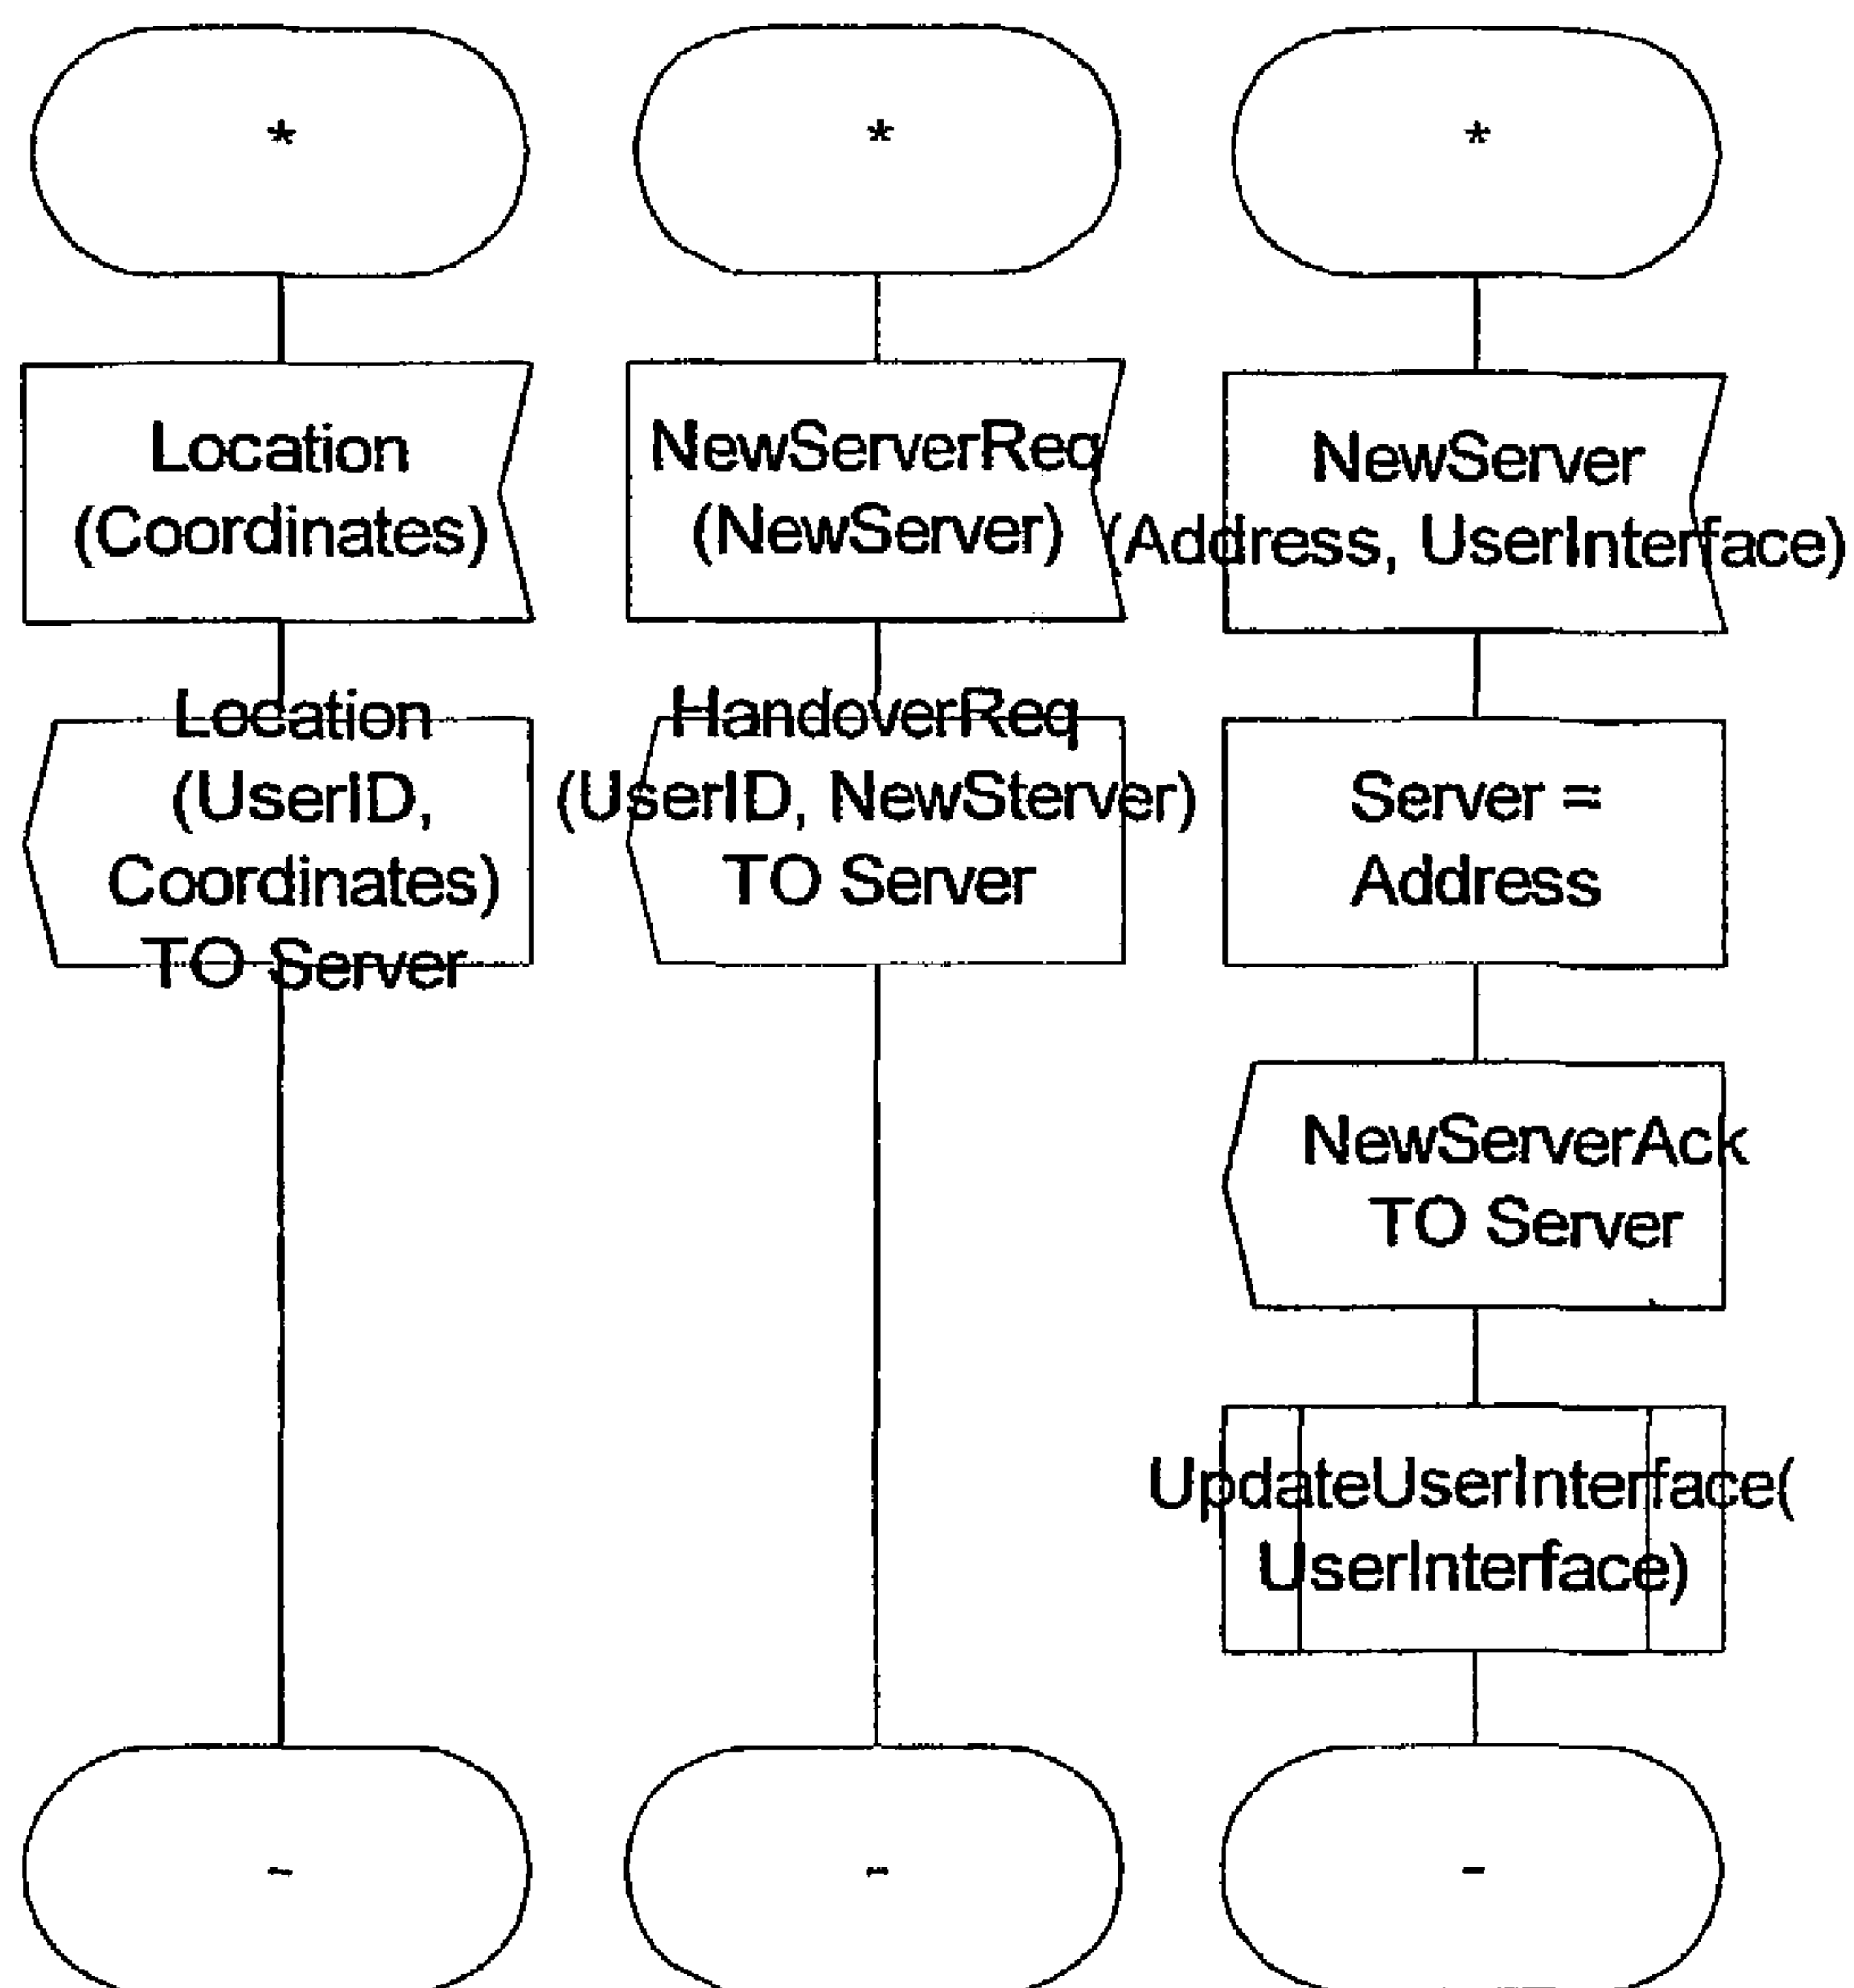 *
Location
(Coordinates)
Location
(UserID,
Coordinates)
TO Server
-
*
NewServerReq
(NewServer)
HandoverReq
(UserID, NewSterver)
TO Server
-
*
NewServer
(Address, UserInterface)
Server =
Address
NewServerAck
TO Server
UpdateUserInterface(
UserInterface)
-